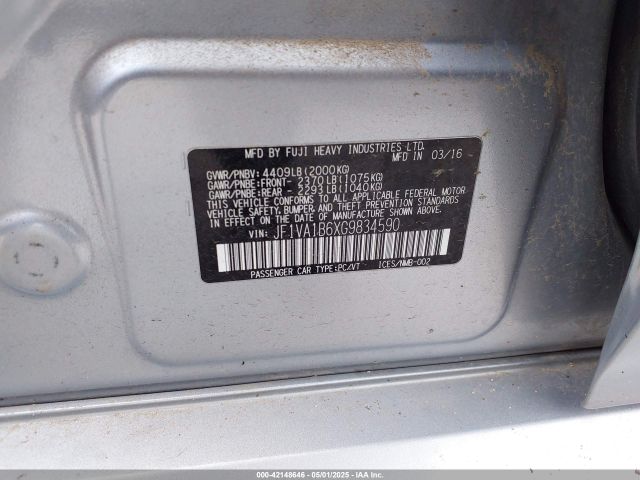 MFD BY FUJI HEAVY INDUSTRIES LTD.
MFD IN 03/16
GVWR/PNBV: 4409LB(2000KG)
GAWR/PNBE:FRONT- 2370LB(1075KG)
GAWR/PNBE:REAR - 2293LB(1040KG)
THIS VEHICLE CONFORMS TO ALL APPLICABLE FEDERAL MOTOR
VEHICLE SAFETY, BUMPER, AND THEFT PREVENTION STANDARDS
IN EFFECT ON THE DATE OF MANUFACTURE SHOWN ABOVE.
VIN: JF1VA1B6XG9834590
PASSENGER CAR TYPE:PC/VT ICES/NMB-002
000-42148646 - 05/01/2025 - IAA INC.